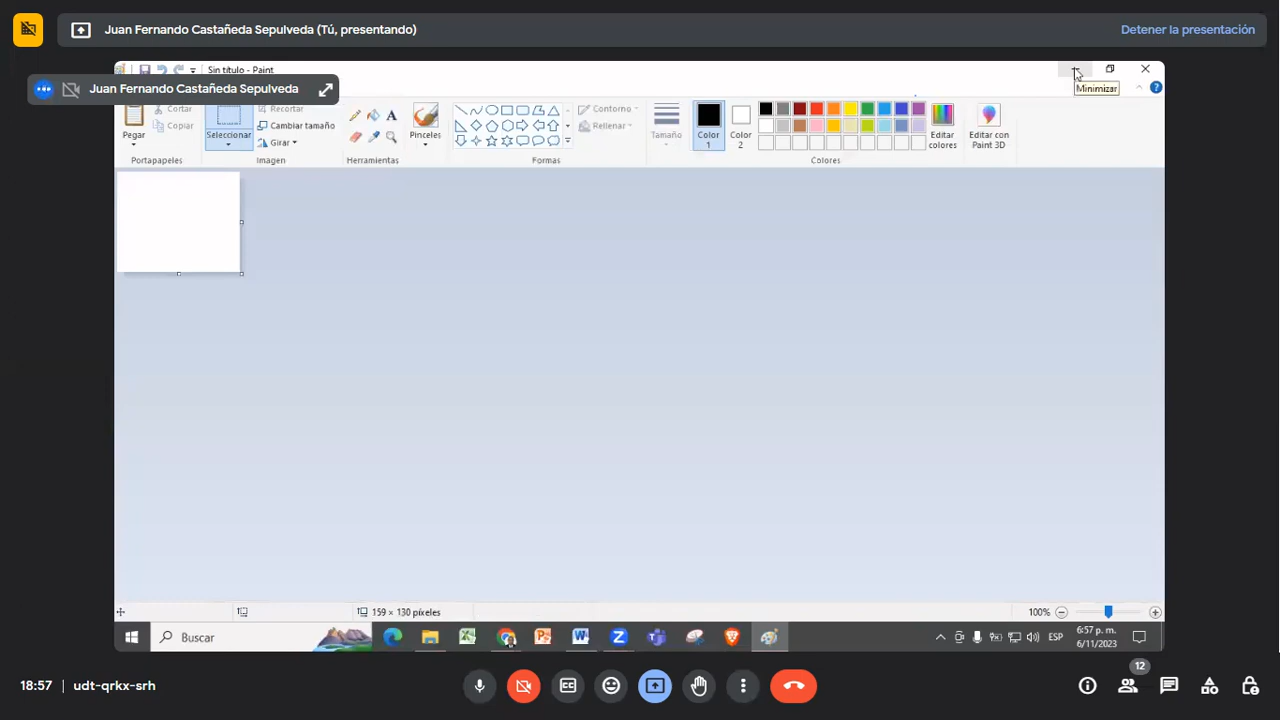 Juan Fernando Castañeda Sepulveda (Tú, presentando)
Detener la presentación
Sin título - Paint
Juan Fernando Castañeda Sepulveda
Minimizar
Pegar
Cortar
Copiar
Portapapeles
Seleccionar
Recortar
Cambiar tamaño
Girar
Imagen
Herramientas
Pinceles
Contorno
Rellenar
Formas
Tamaño
Color 1
Color 2
Colores
Editar colores
Editar con Paint 3D
159 × 130 píxeles
100%
Buscar
ESP
6:57 p. m.
6/11/2023
18:57
udt-qrkx-srh
12